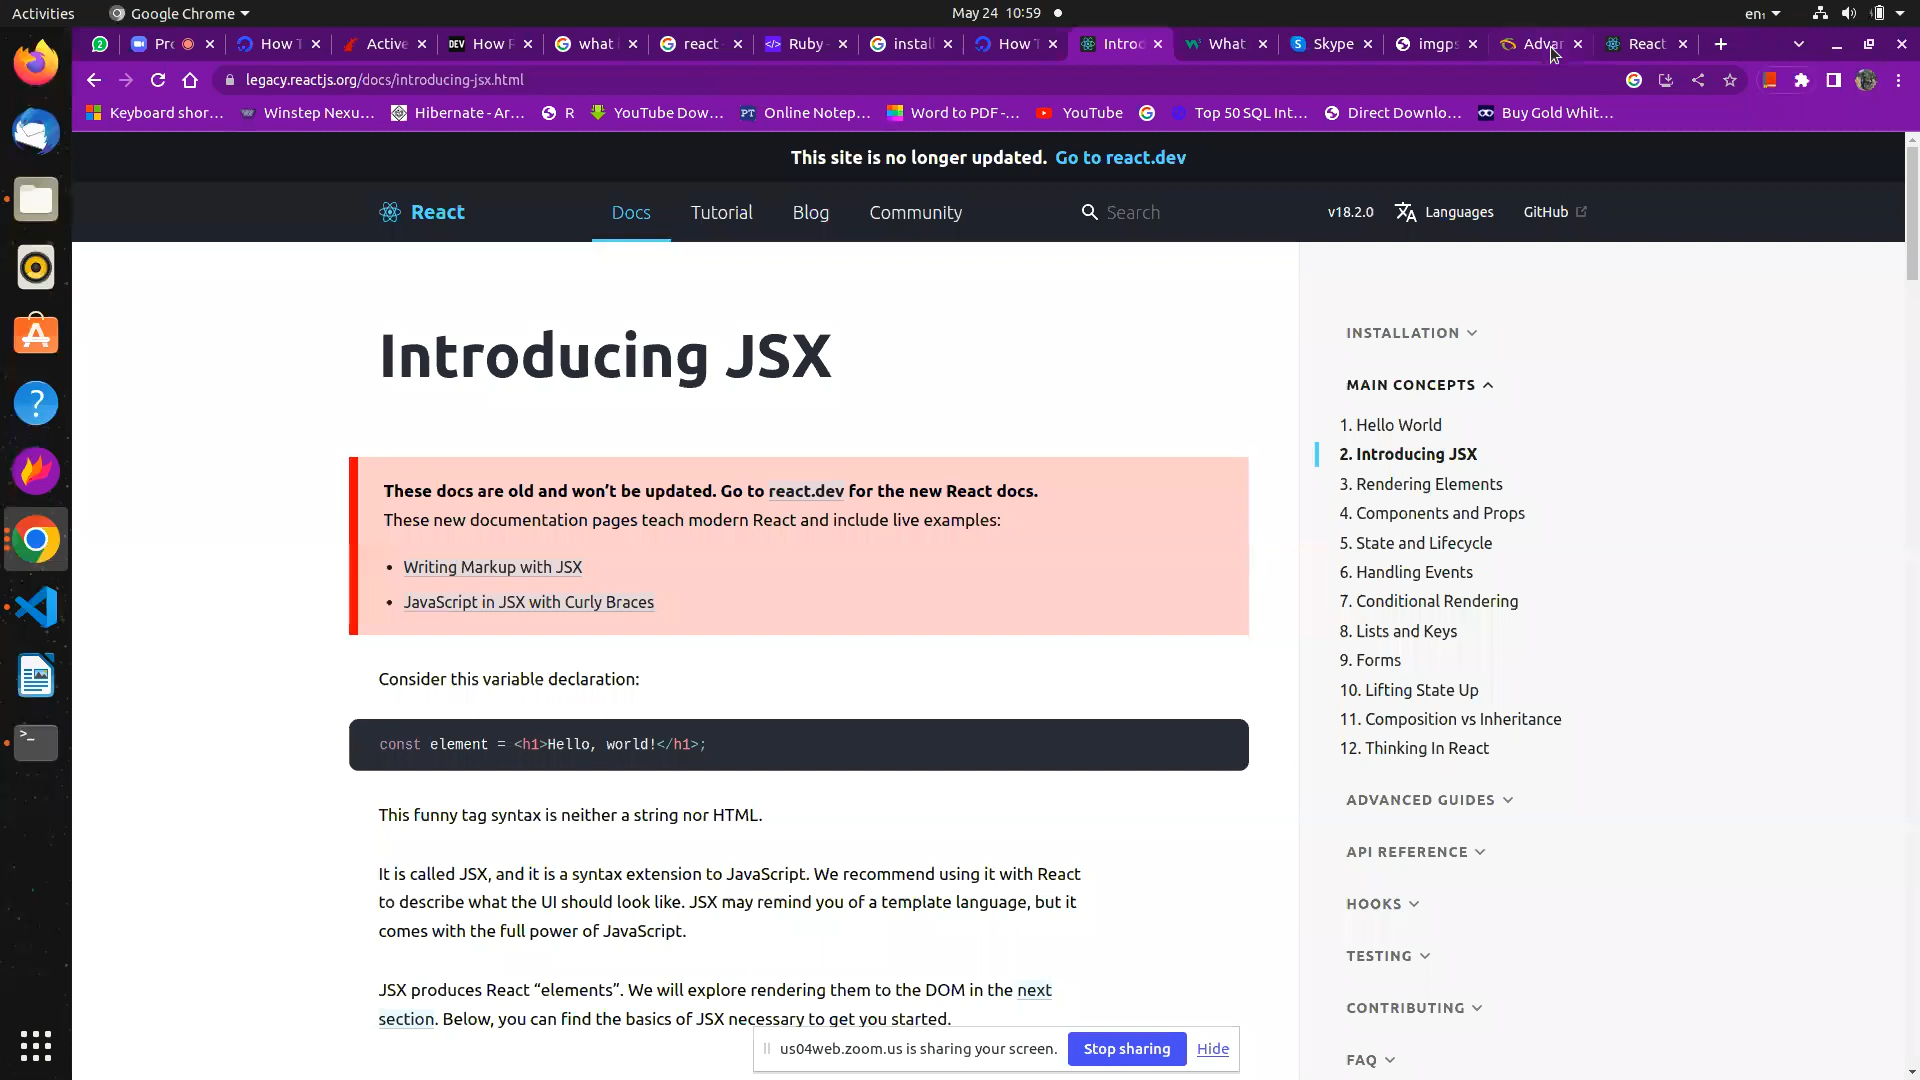 Activities
Google Chrome
May 24 10:59
en₁
Pr
How T
Active
How F
what
react
Ruby
install
How T
Introd
What
Skype
imgps
Advan
React
legacy.reactjs.org/docs/introducing-jsx.html
Keyboard shor...
Winstep Nexu...
Hibernate - Ar...
R
YouTube Dow...
PT
Online Notep...
Word to PDF -...
YouTube
Top 50 SQL Int...
Direct Downlo...
Buy Gold Whit...
This site is no longer updated. Go to react.dev
React
Docs
Tutorial
Blog
Community
Search
v18.2.0
Languages
GitHub
Introducing JSX
These docs are old and won’t be updated. Go to react.dev for the new React docs.
These new documentation pages teach modern React and include live examples:
• Writing Markup with JSX
• JavaScript in JSX with Curly Braces
Consider this variable declaration:
const element = <h1>Hello, world!</h1>;
This funny tag syntax is neither a string nor HTML.
It is called JSX, and it is a syntax extension to JavaScript. We recommend using it with React
to describe what the UI should look like. JSX may remind you of a template language, but it
comes with the full power of JavaScript.
JSX produces React “elements”. We will explore rendering them to the DOM in the next
section. Below, you can find the basics of JSX necessary to get you started.
INSTALLATION
MAIN CONCEPTS
1. Hello World
2. Introducing JSX
3. Rendering Elements
4. Components and Props
5. State and Lifecycle
6. Handling Events
7. Conditional Rendering
8. Lists and Keys
9. Forms
10. Lifting State Up
11. Composition vs Inheritance
12. Thinking In React
ADVANCED GUIDES
API REFERENCE
HOOKS
TESTING
CONTRIBUTING
FAQ
us04web.zoom.us is sharing your screen.
Stop sharing
Hide